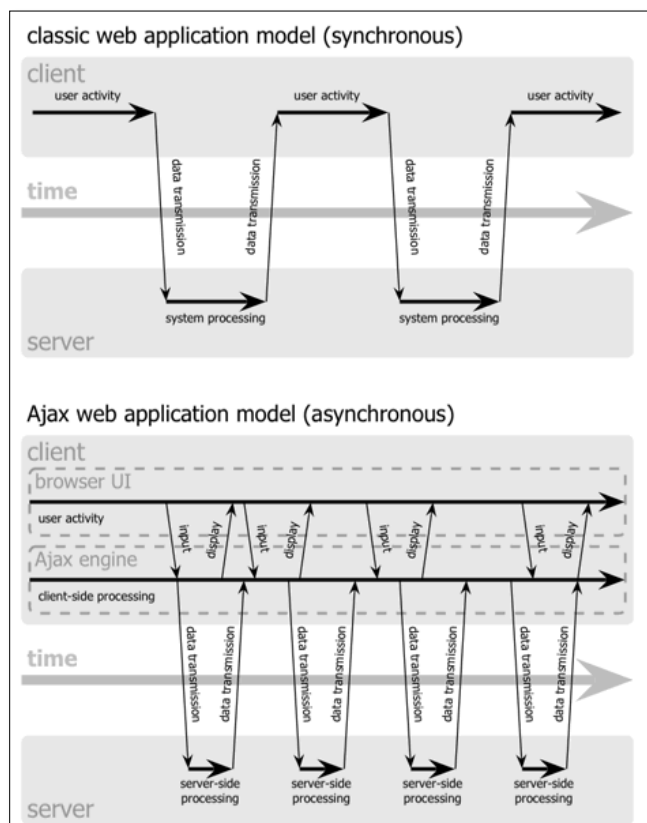 classic web application model (synchronous)
client
user activity
user activity
user activity
data transmission
data transmission
data transmission
data transmission
time
system processing
system processing
server
Ajax web application model (asynchronous)
client
browser UI
user activity
input
display
input
display
input
display
input
display
Ajax engine
client-side processing
data transmission
data transmission
data transmission
data transmission
data transmission
data transmission
data transmission
data transmission
time
server-side
processing
server-side
processing
server-side
processing
server-side
processing
server